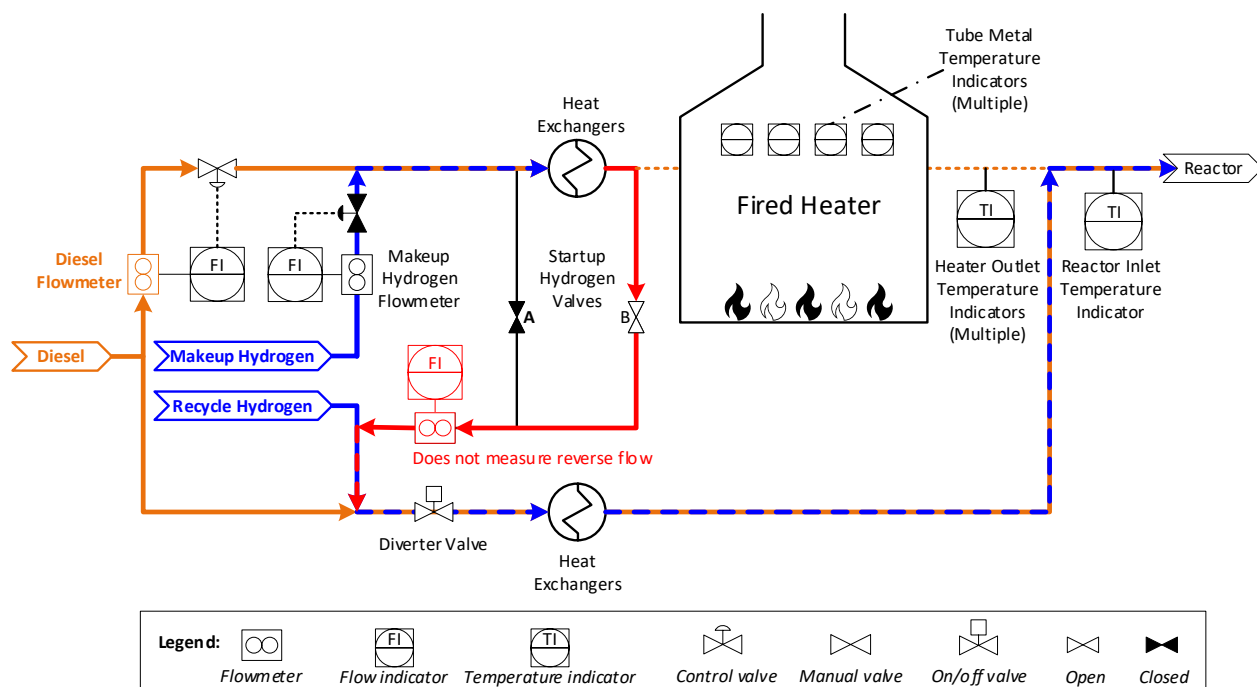 Tube Metal
Temperature
Indicators
(Multiple)
Heat
Exchangers
Reactor
Fired Heater
TI
TI
FI
FI
Diesel
Flowmeter
Makeup
Hydrogen
Flowmeter
Startup
Hydrogen
Valves
Heater Outlet
Temperature
Indicators
(Multiple)
Reactor Inlet
Temperature
Indicator
A
B
Diesel
Makeup Hydrogen
FI
Recycle Hydrogen
Does not measure reverse flow
Diverter Valve
Heat
Exchangers
Legend:
FI
TI
Flowmeter
Flow indicator
Temperature indicator
Control valve
Manual valve
On/off valve
Open
Closed